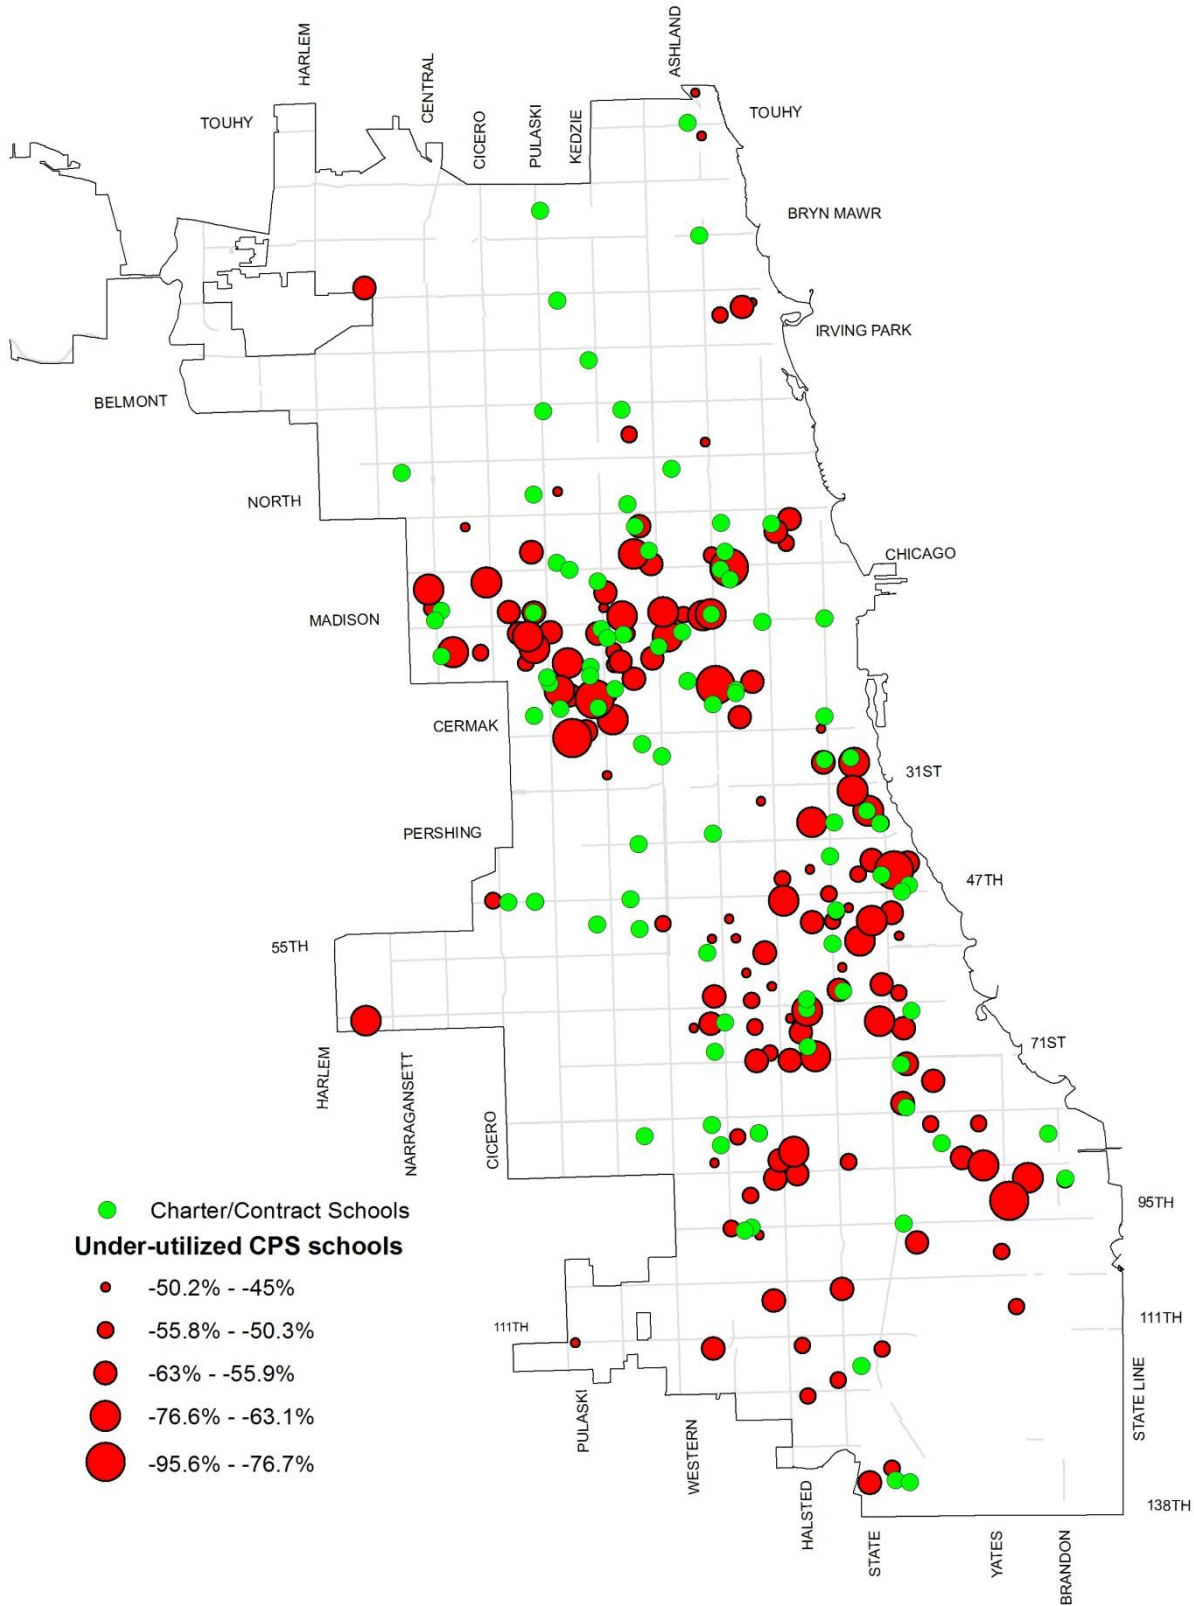 HARLEM
ASHLAND
CENTRAL
TOUHY
TOUHY
CICERO
PULASKI
KEDZIE
BRYN MAWR
IRVING PARK
BELMONT
NORTH
CHICAGO
MADISON
CERMAK
31ST
PERSHING
47TH
55TH
71ST
HARLEM
NARRAGANSETT
CICERO
95TH
Charter/Contract Schools
Under-utilized CPS schools
-50.2% - -45%
-55.8% - -50.3%
-63% - -55.9%
-76.6% - -63.1%
-95.6% - -76.7%
111TH
111TH
PULASKI
WESTERN
STATE LINE
HALSTED
138TH
STATE
YATES
BRANDON